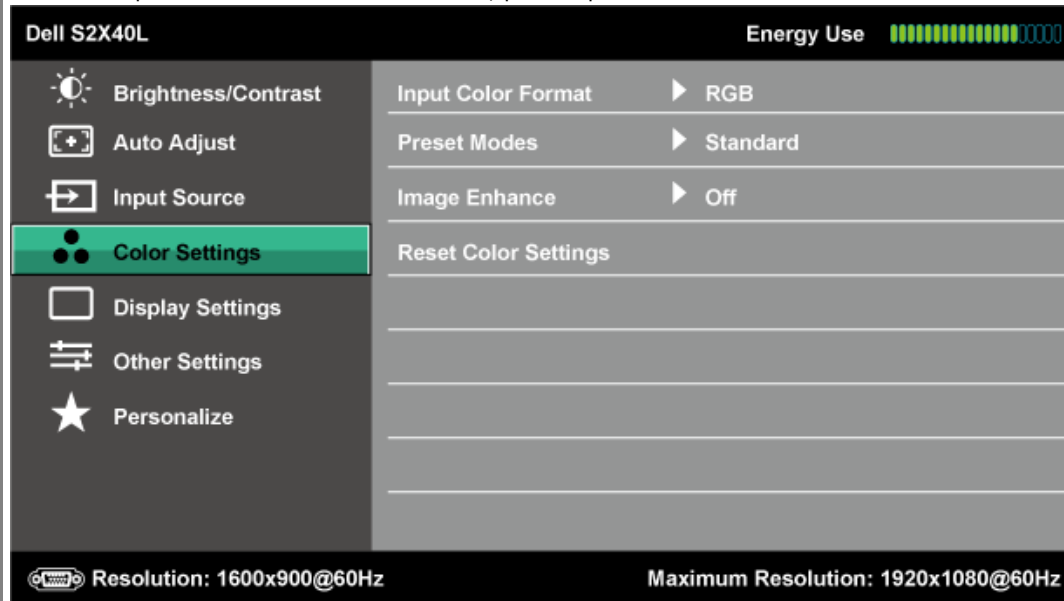 Dell S2X40L Energy Use
Brightness/Contrast
Auto Adjust
Input Source
Color Settings
Display Settings
Other Settings
Personalize
Input Color Format RGB
Preset Modes Standard
Image Enhance Off
Reset Color Settings
Resolution: 1600x900@60Hz Maximum Resolution: 1920x1080@60Hz